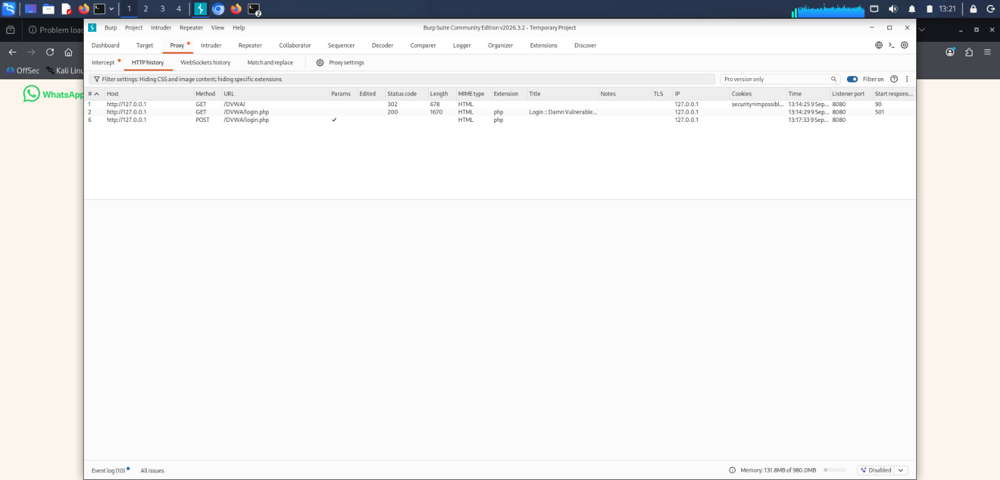 1 2 3 4 2 13:21
Problem load
Burp Project Intruder Repeater View Help Burp Suite Community Edition v2026.3.2 - Temporary Project
Dashboard Target Proxy Intruder Repeater Collaborator Sequencer Decoder Comparer Logger Organizer Extensions Discover
Intercept HTTP history WebSockets history Match and replace Proxy settings
OffSec Kali Linu
Filter settings: Hiding CSS and image content; hiding specific extensions Pro version only Filter on
WhatsApp
# Host Method URL Params Edited Status code Length MIME type Extension Title Notes TLS IP Cookies Time Listener port Start respons...
1 http://127.0.0.1 GET /DVWA/ 302 678 HTML 127.0.0.1 security=impossibl... 13:14:25 9 Sep... 8080 90
2 http://127.0.0.1 GET /DVWA/login.php 200 1670 HTML php Login :: Damn Vulnerable... 127.0.0.1 13:14:29 9 Sep... 8080 501
6 http://127.0.0.1 POST /DVWA/login.php ✓ HTML php 127.0.0.1 13:17:33 9 Sep... 8080
Event log (10) All issues Memory: 131.8MB of 980.0MB Disabled